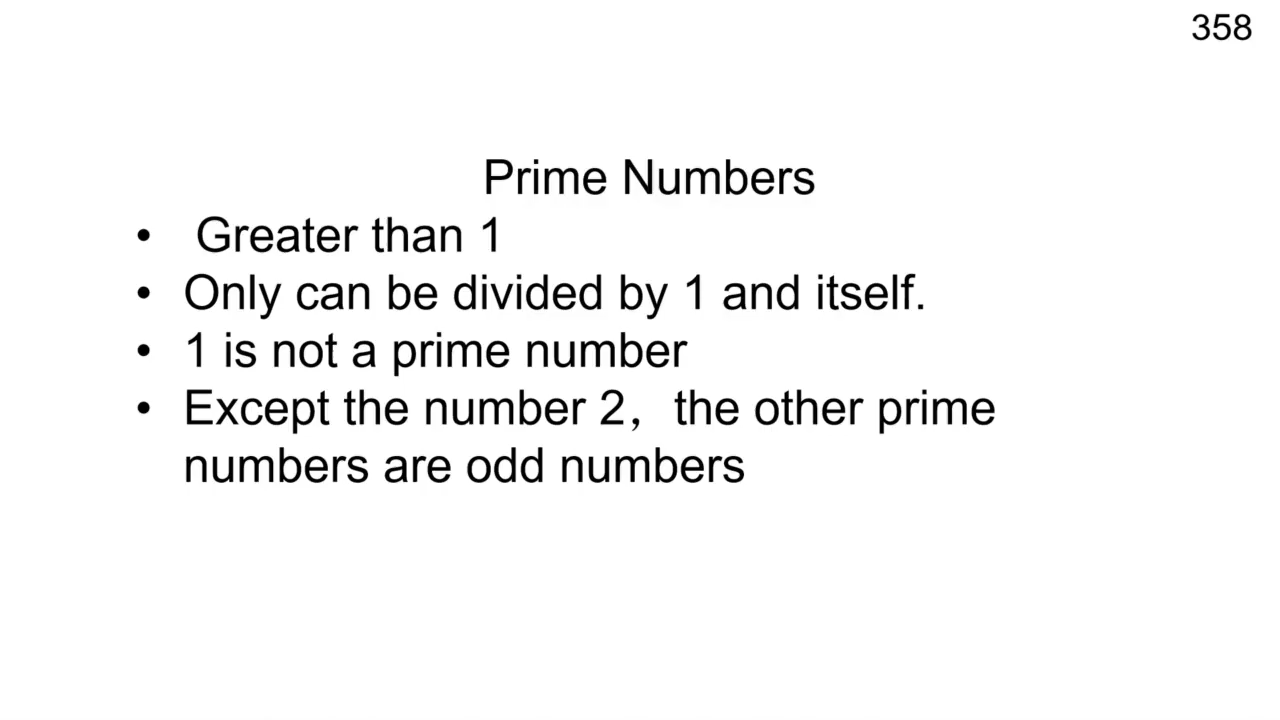 358
Prime Numbers
• Greater than 1
• Only can be divided by 1 and itself.
• 1 is not a prime number
• Except the number 2， the other prime
numbers are odd numbers